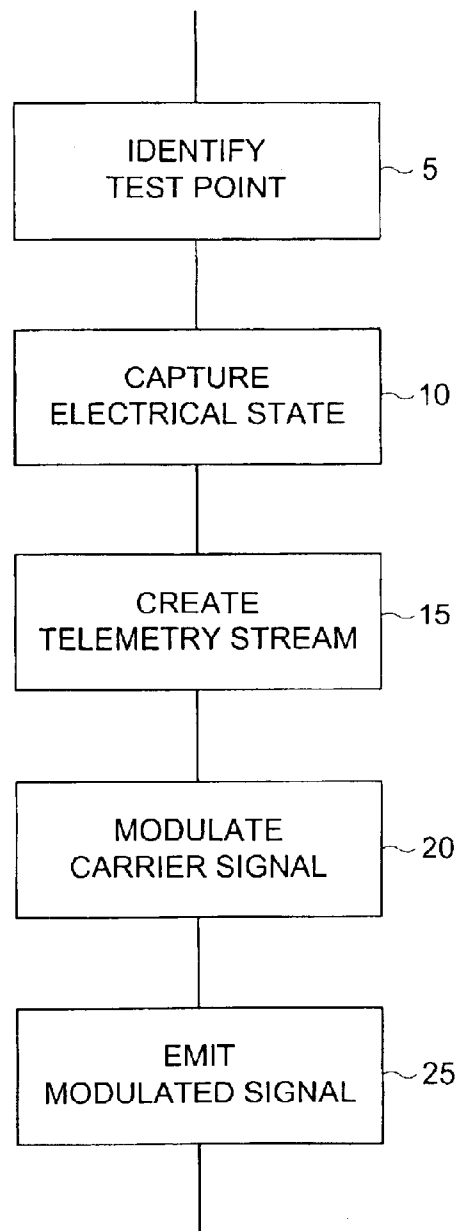 IDENTIFY
TEST POINT
5
CAPTURE
ELECTRICAL STATE
10
CREATE
TELEMETRY STREAM
15
MODULATE
CARRIER SIGNAL
20
EMIT
MODULATED SIGNAL
25